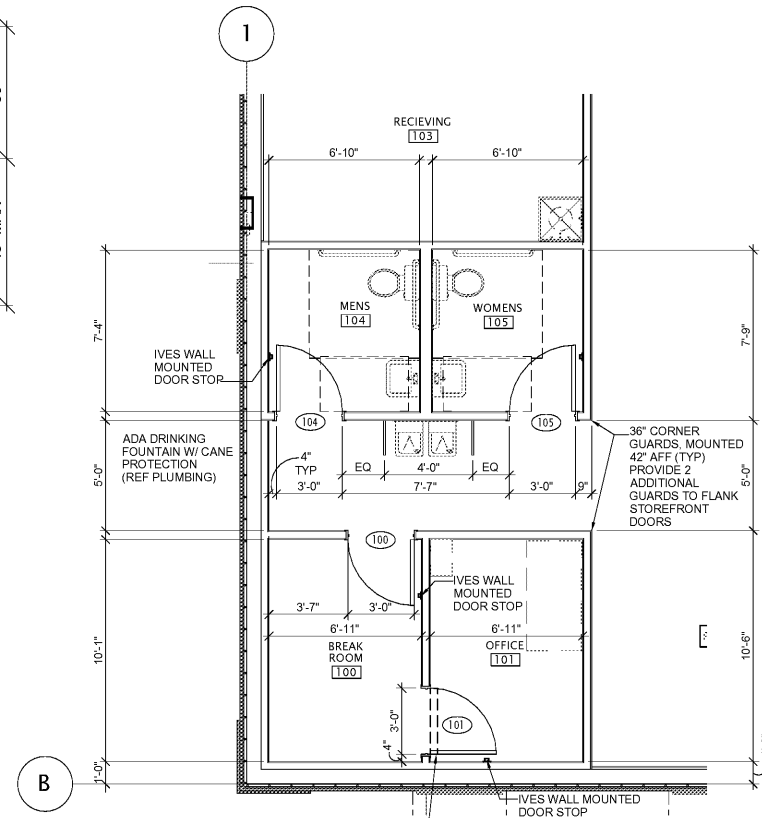 1
RECIEVING
103
6'-10"
6'-10"
MENS
104
WOMENS
105
7'-4"
7'-9"
IVES WALL
MOUNTED
DOOR STOP
104
105
ADA DRINKING
FOUNTAIN W/ CANE
PROTECTION
(REF PLUMBING)
36" CORNER
GUARDS, MOUNTED
42" AFF (TYP)
PROVIDE 2
ADDITIONAL
GUARDS TO FLANK
STOREFRONT
DOORS
4"
TYP
EQ
4'-0"
EQ
5'-0"
5'-0"
3'-0"
7'-7"
3'-0"
9"
100
IVES WALL
MOUNTED
DOOR STOP
3'-7"
3'-0"
6'-11"
6'-11"
BREAK
ROOM
100
OFFICE
101
10'-1"
10'-6"
3'-0"
101
4"
1'-0"
B
IVES WALL MOUNTED
DOOR STOP